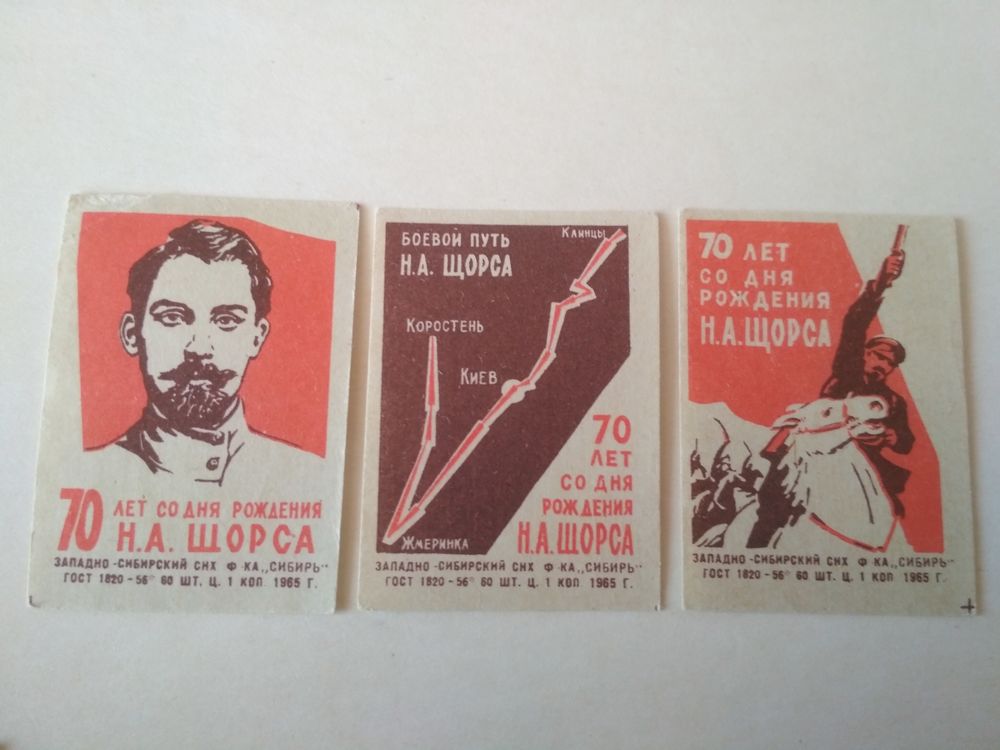 70 ЛЕТ СО ДНЯ РОЖДЕНИЯ
Н.А. ЩОРСА
ЗАПАДНО-СИБИРСКИЙ СНХ Ф-КА „СИБИРЬ"
ГОСТ 1820-56° 60 ШТ. Ц. 1 КОП 1965 Г.
БОЕВОЙ ПУТЬ
Н.А. ЩОРСА
КЛИНЦЫ
КОРОСТЕНЬ
КИЕВ
ЖМЕРИНКА
70
ЛЕТ
СО ДНЯ
РОЖДЕНИЯ
Н.А. ЩОРСА
ЗАПАДНО-СИБИРСКИЙ СНХ Ф-КА „СИБИРЬ"
ГОСТ 1820-56° 60 ШТ. Ц. 1 КОП 1965 Г.
70 ЛЕТ
СО ДНЯ
РОЖДЕНИЯ
Н.А. ЩОРСА
ЗАПАДНО-СИБИРСКИЙ СНХ Ф-КА „СИБИРЬ"
ГОСТ 1820-56° 60 ШТ. Ц. 1 КОП 1965 Г.